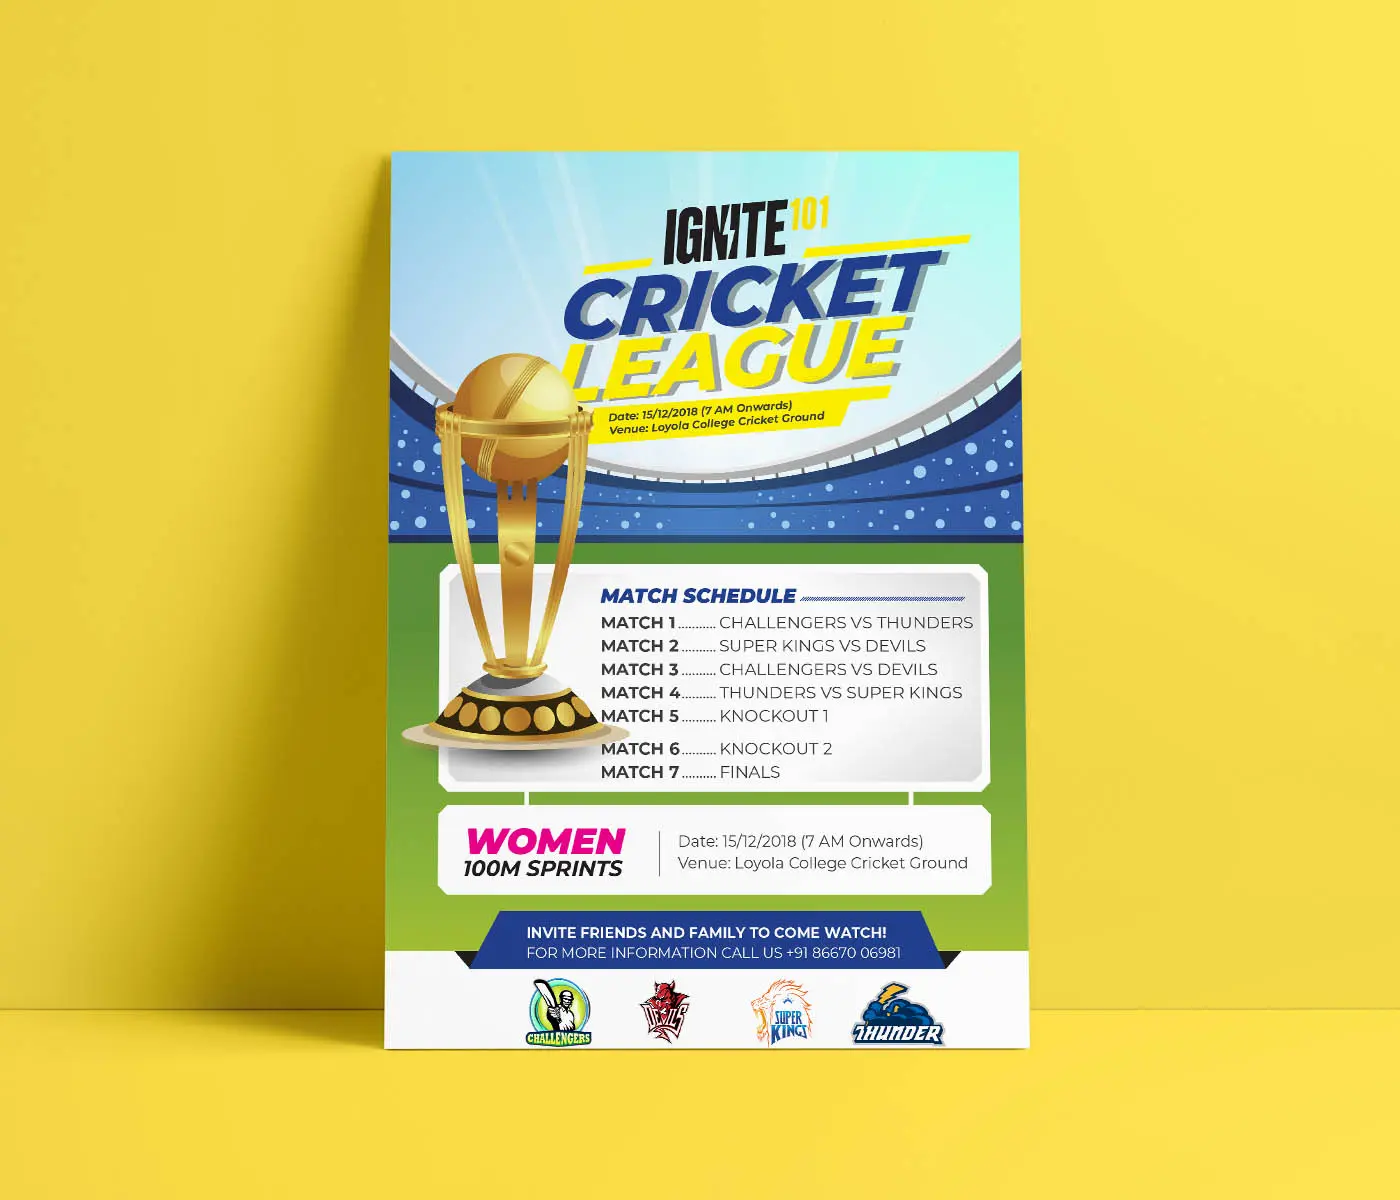 IGNITE 101
CRICKET
LEAGUE
Date: 15/12/2018 (7 AM Onwards)
Venue: Loyola College Cricket Ground
MATCH SCHEDULE
MATCH 1.......... CHALLENGERS VS THUNDERS
MATCH 2.......... SUPER KINGS VS DEVILS
MATCH 3.......... CHALLENGERS VS DEVILS
MATCH 4.......... THUNDERS VS SUPER KINGS
MATCH 5.......... KNOCKOUT 1
MATCH 6.......... KNOCKOUT 2
MATCH 7.......... FINALS
WOMEN
100M SPRINTS
Date: 15/12/2018 (7 AM Onwards)
Venue: Loyola College Cricket Ground
INVITE FRIENDS AND FAMILY TO COME WATCH!
FOR MORE INFORMATION CALL US +91 86670 06981
CHALLENGERS
DEVILS
SUPER
KINGS
THUNDER